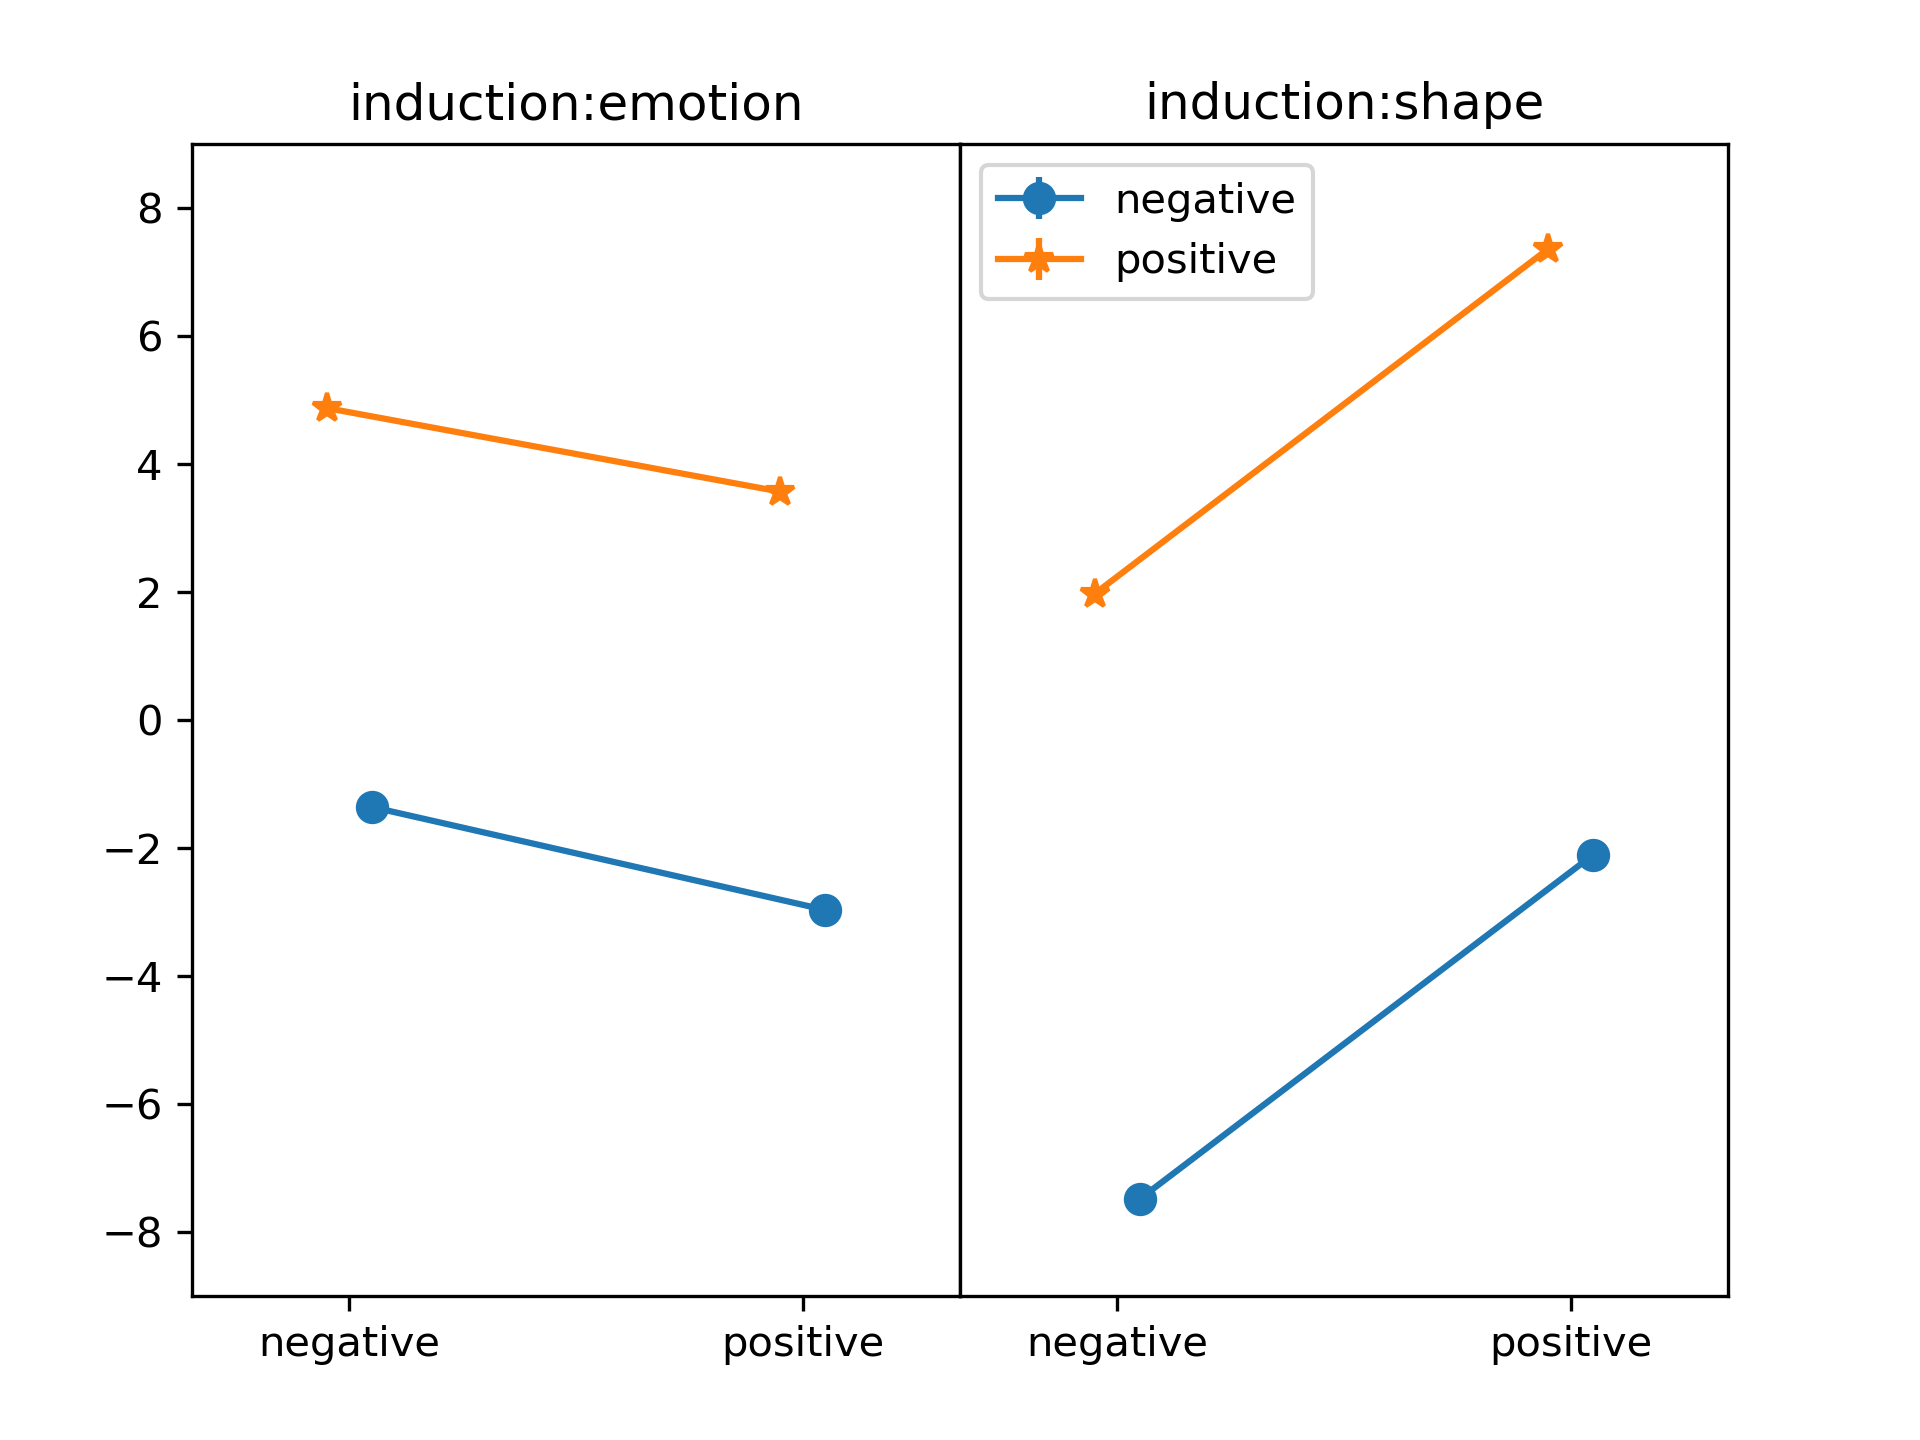 induction:emotion
induction:shape
negative
positive
8
6
4
2
0
−2
−4
−6
−8
negative
positive
negative
positive